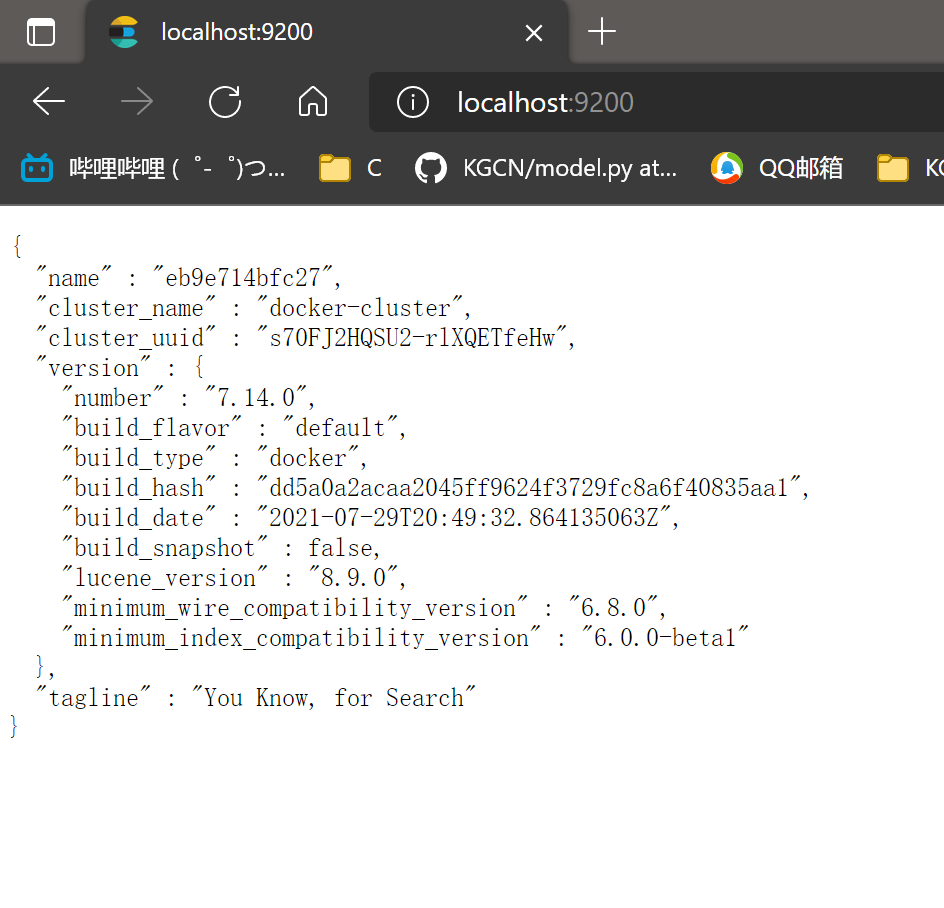 localhost:9200
localhost:9200
哔哩哔哩 ( ゜- ゜)つ... C KGCN/model.py at... QQ邮箱
{
"name" : "eb9e714bfc27",
"cluster_name" : "docker-cluster",
"cluster_uuid" : "s70FJ2HQSU2-rlXQETfeHw",
"version" : {
"number" : "7.14.0",
"build_flavor" : "default",
"build_type" : "docker",
"build_hash" : "dd5a0a2acaa2045ff9624f3729fc8a6f40835aa1",
"build_date" : "2021-07-29T20:49:32.864135063Z",
"build_snapshot" : false,
"lucene_version" : "8.9.0",
"minimum_wire_compatibility_version" : "6.8.0",
"minimum_index_compatibility_version" : "6.0.0-beta1"
},
"tagline" : "You Know, for Search"
}